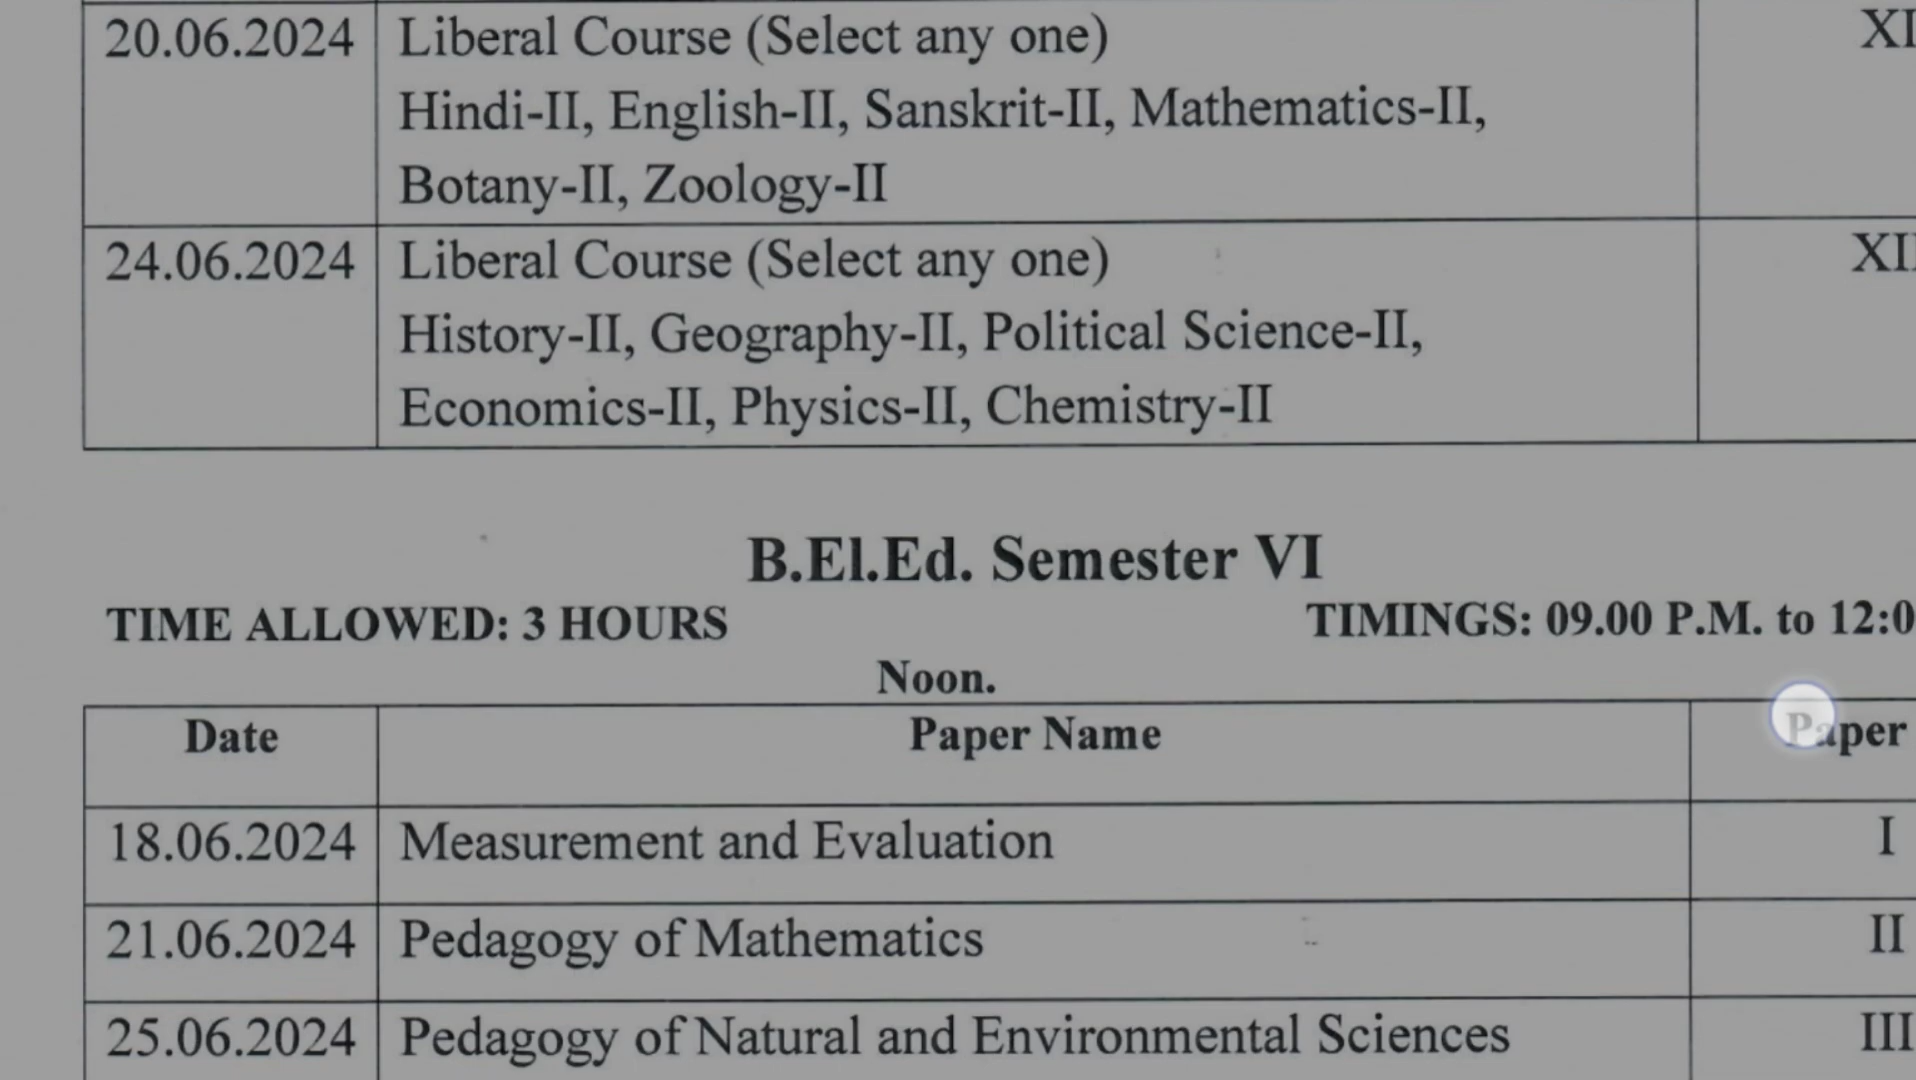 20.06.2024 Liberal Course (Select any one)
Hindi-II, English-II, Sanskrit-II, Mathematics-II,
Botany-II, Zoology-II
24.06.2024 Liberal Course (Select any one)
History-II, Geography-II, Political Science-II,
Economics-II, Physics-II, Chemistry-II
B.El.Ed. Semester VI
TIME ALLOWED: 3 HOURS TIMINGS: 09.00 P.M. to 12:0
Noon.
Date Paper Name Paper
18.06.2024 Measurement and Evaluation I
21.06.2024 Pedagogy of Mathematics II
25.06.2024 Pedagogy of Natural and Environmental Sciences III